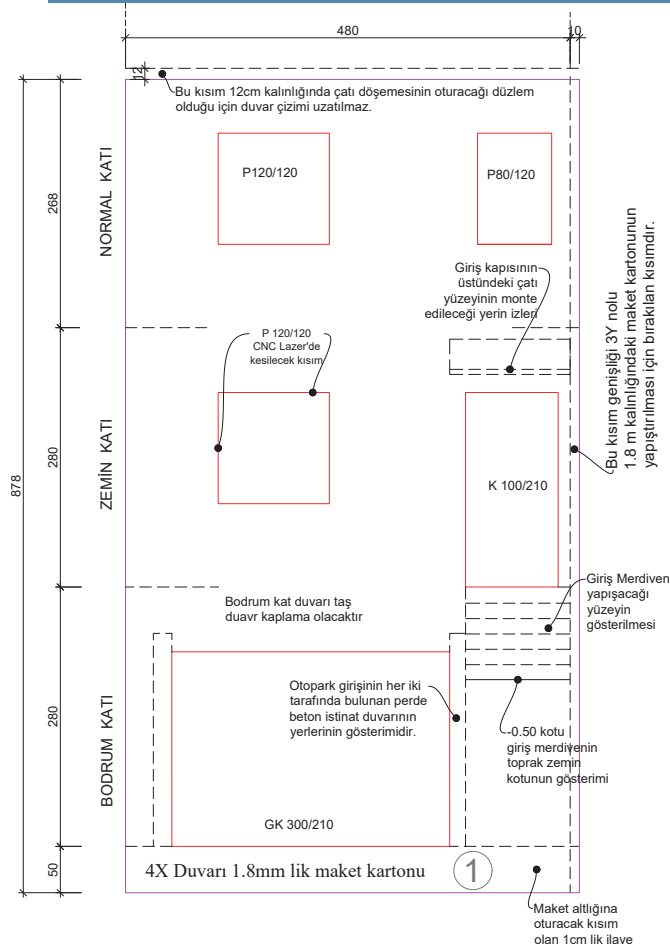 480
10
12
Bu kısım 12cm kalınlığında çatı döşemesinin oturacağı düzlem
olduğu için duvar çizimi uzatılmaz.
NORMAL KATI
268
P120/120
P80/120
Giriş kapısının
üstündeki çatı
yüzeyinin monte
edileceği yerin izleri
Bu kısım genişliği 3Y nolu
1.8 m kalınlığındaki maket kartonunun
yapıştırılması için bırakılan kısımdır.
P 120/120
CNC Lazer'de
kesilecek kısım
ZEMİN KATI
280
878
K 100/210
Giriş Merdiven
yapışacağı
yüzeyin
gösterilmesi
Bodrum kat duvarı taş
duavr kaplama olacaktır
Otopark girişinin her iki
tarafında bulunan perde
beton istinat duvarının
yerlerinin gösterimidir.
-0.50 kotu
giriş merdivenin
toprak zemin
kotunun gösterimi
BODRUM KATI
280
GK 300/210
50
4X Duvarı 1.8mm lik maket kartonu 1
Maket altlığına
oturacak kısım
olan 1cm lik ilave